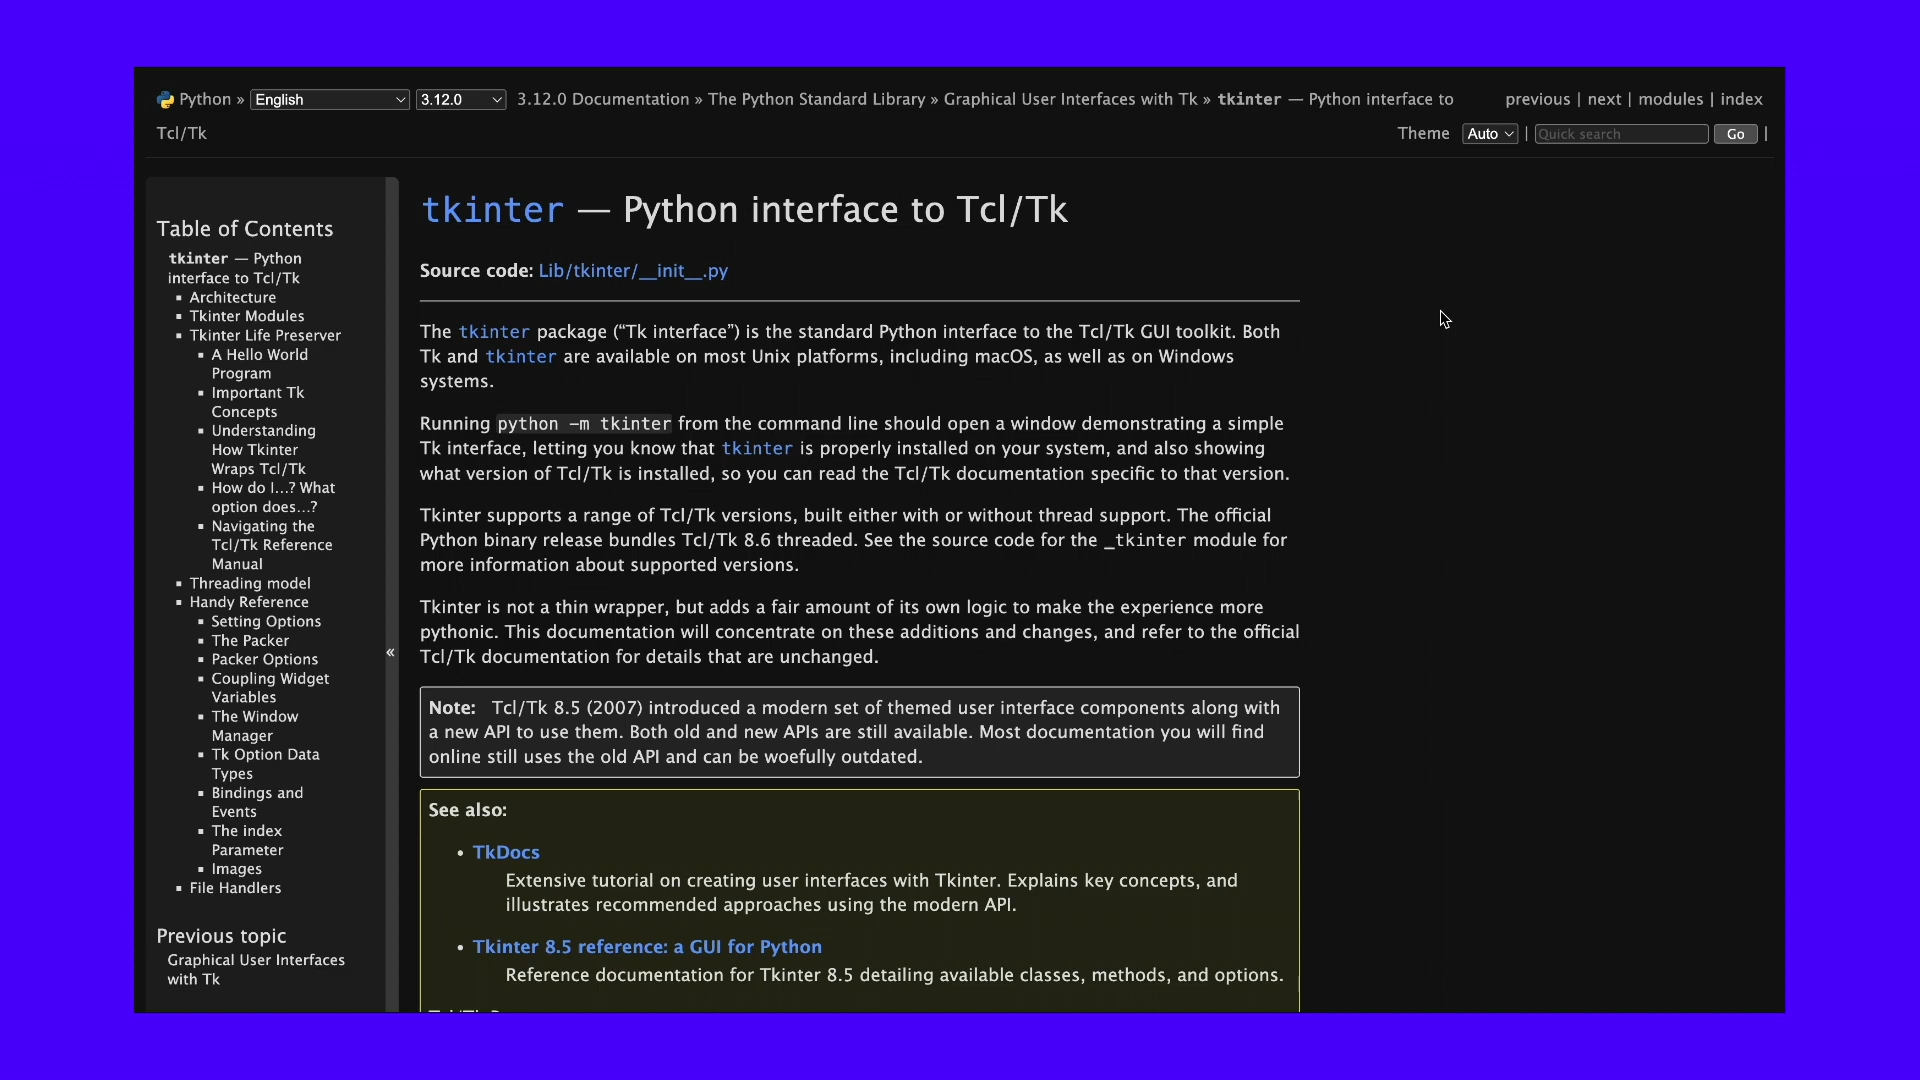 Python » English 3.12.0 3.12.0 Documentation » The Python Standard Library » Graphical User Interfaces with Tk » tkinter — Python interface to
Tcl/Tk
previous | next | modules | index
Theme Auto | Quick search Go |
Table of Contents
tkinter — Python
interface to Tcl/Tk
▪ Architecture
▪ Tkinter Modules
▪ Tkinter Life Preserver
▪ A Hello World
Program
▪ Important Tk
Concepts
▪ Understanding
How Tkinter
Wraps Tcl/Tk
▪ How do I…? What
option does…?
▪ Navigating the
Tcl/Tk Reference
Manual
▪ Threading model
▪ Handy Reference
▪ Setting Options
▪ The Packer
▪ Packer Options
▪ Coupling Widget
Variables
▪ The Window
Manager
▪ Tk Option Data
Types
▪ Bindings and
Events
▪ The index
Parameter
▪ Images
▪ File Handlers
Previous topic
Graphical User Interfaces
with Tk
«
tkinter — Python interface to Tcl/Tk
Source code: Lib/tkinter/__init__.py
The tkinter package (“Tk interface”) is the standard Python interface to the Tcl/Tk GUI toolkit. Both
Tk and tkinter are available on most Unix platforms, including macOS, as well as on Windows
systems.
Running python -m tkinter from the command line should open a window demonstrating a simple
Tk interface, letting you know that tkinter is properly installed on your system, and also showing
what version of Tcl/Tk is installed, so you can read the Tcl/Tk documentation specific to that version.
Tkinter supports a range of Tcl/Tk versions, built either with or without thread support. The official
Python binary release bundles Tcl/Tk 8.6 threaded. See the source code for the _tkinter module for
more information about supported versions.
Tkinter is not a thin wrapper, but adds a fair amount of its own logic to make the experience more
pythonic. This documentation will concentrate on these additions and changes, and refer to the official
Tcl/Tk documentation for details that are unchanged.
Note: Tcl/Tk 8.5 (2007) introduced a modern set of themed user interface components along with
a new API to use them. Both old and new APIs are still available. Most documentation you will find
online still uses the old API and can be woefully outdated.
See also:
• TkDocs
Extensive tutorial on creating user interfaces with Tkinter. Explains key concepts, and
illustrates recommended approaches using the modern API.
• Tkinter 8.5 reference: a GUI for Python
Reference documentation for Tkinter 8.5 detailing available classes, methods, and options.